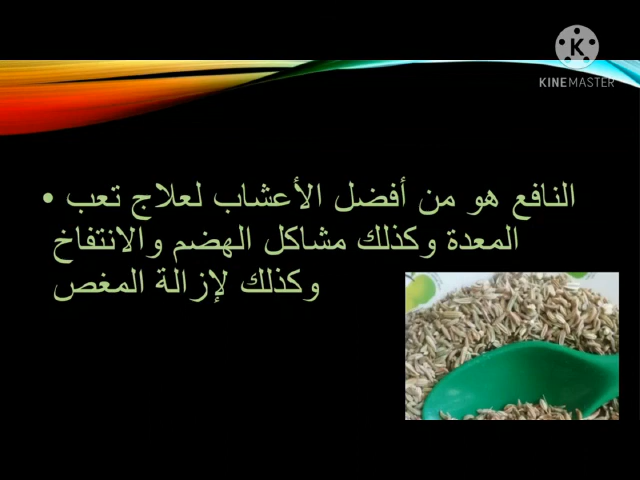 K
KINEMASTER
• النافع هو من أفضل الأعشاب لعلاج تعب
المعدة وكذلك مشاكل الهضم والانتفاخ
وكذلك لإزالة المغص